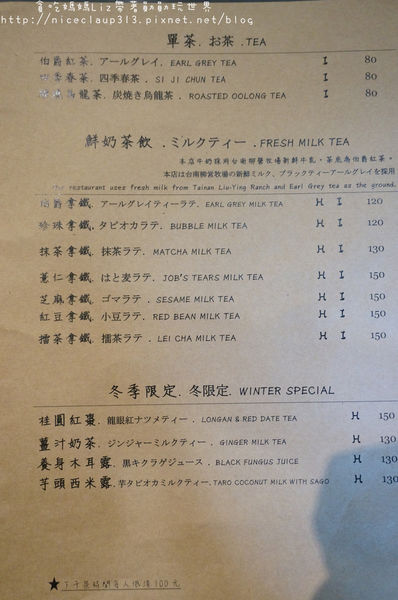 貪吃媽媽Liz帶著韵韵玩世界
http://niceclaup313.pixnet.net/blog
單茶. お茶 .TEA
伯爵紅茶. アールグレイ. EARL GREY TEA I 80
四季春茶. 四季春茶. SI JI CHUN TEA I 80
炭焙烏龍茶. 炭焼き烏龍茶. ROASTED OOLONG TEA I 80
鮮奶茶飲 . ミルクティー .FRESH MILK TEA
本店牛奶採用台南柳營牧場新鮮牛乳，茶底為伯爵紅茶。
本店は台南柳営牧場の新鮮ミルク、ブラックティーアールグレイを採用
The restaurant uses fresh milk from Tainan Liu-Ying Ranch and Earl Grey tea as the ground.
伯爵拿鐵. アールグレイティーラテ. EARL GREY MILK TEA H I 120
珍珠拿鐵. タピオカラテ . BUBBLE MILK TEA H I 120
抹茶拿鐵. 抹茶ラテ . MATCHA MILK TEA H I 130
薏仁拿鐵. はと麦ラテ . JOB'S TEARS MILK TEA H I 150
芝麻拿鐵. ゴマラテ . SESAME MILK TEA H I 150
紅豆拿鐵. 小豆ラテ . RED BEAN MILK TEA H I 150
擂茶拿鐵. 擂茶ラテ . LEI CHA MILK TEA H I 150
冬季限定. 冬限定. WINTER SPECIAL
桂圓紅棗. 龍眼紅ナツメティー . LONGAN & RED DATE TEA H 150
薑汁奶茶. ジンジャーミルクティー . GINGER MILK TEA H 130
養身木耳露. 黒キクラゲジュース . BLACK FUNGUS JUICE H 130
芋頭西米露. 芋タピオカミルクティー. TARO COCONUT MILK WITH SAGO H 130
★下午茶時間每人低消100元